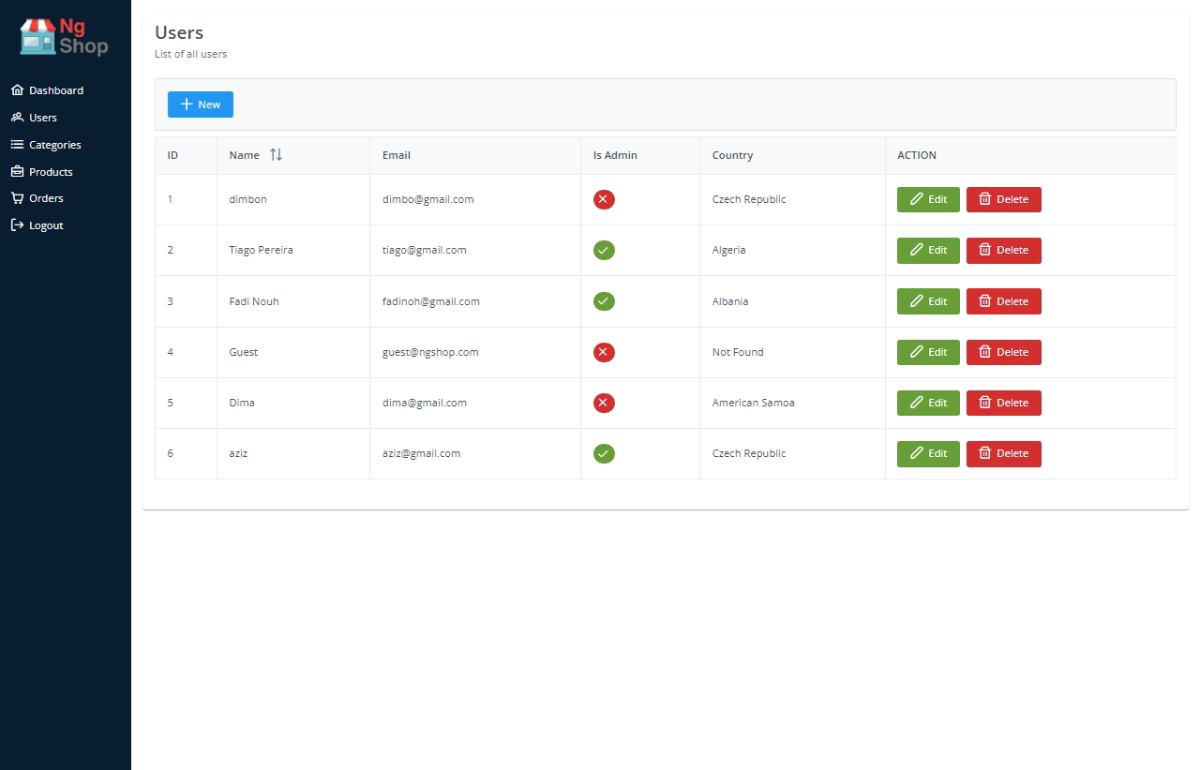 Ng
Shop
Dashboard
Users
Categories
Products
Orders
Logout
Users
List of all users
New
ID Name Email Is Admin Country ACTION
1 dimbon dimbo@gmail.com Czech Republic Edit Delete
2 Tiago Pereira tiago@gmail.com Algeria Edit Delete
3 Fadi Nouh fadinoh@gmail.com Albania Edit Delete
4 Guest guest@ngshop.com Not Found Edit Delete
5 Dima dima@gmail.com American Samoa Edit Delete
6 aziz aziz@gmail.com Czech Republic Edit Delete